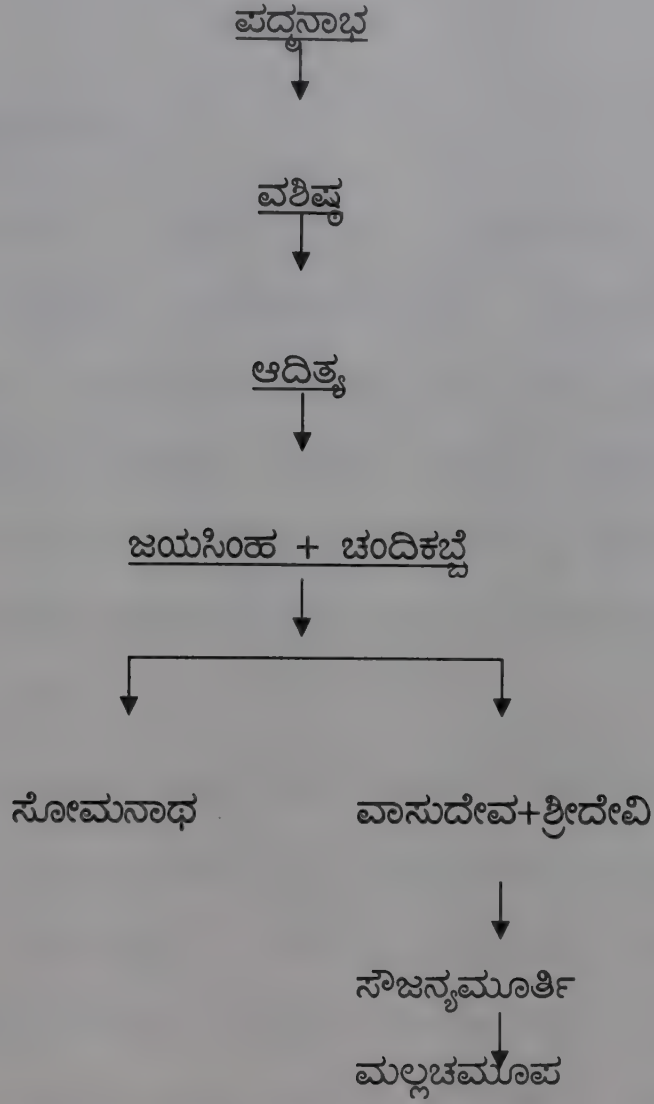 ಪದ್ಮನಾಭ
ವಶಿಷ್ಠ
ಆದಿತ್ಯ
ಜಯಸಿಂಹ + ಚಂದಿಕಬ್ಬೆ
ಸೋಮನಾಥ ವಾಸುದೇವ+ಶ್ರೀದೇವಿ
ಸೌಜನ್ಯಮೂರ್ತಿ
ಮಲ್ಲಚಮೂಪ